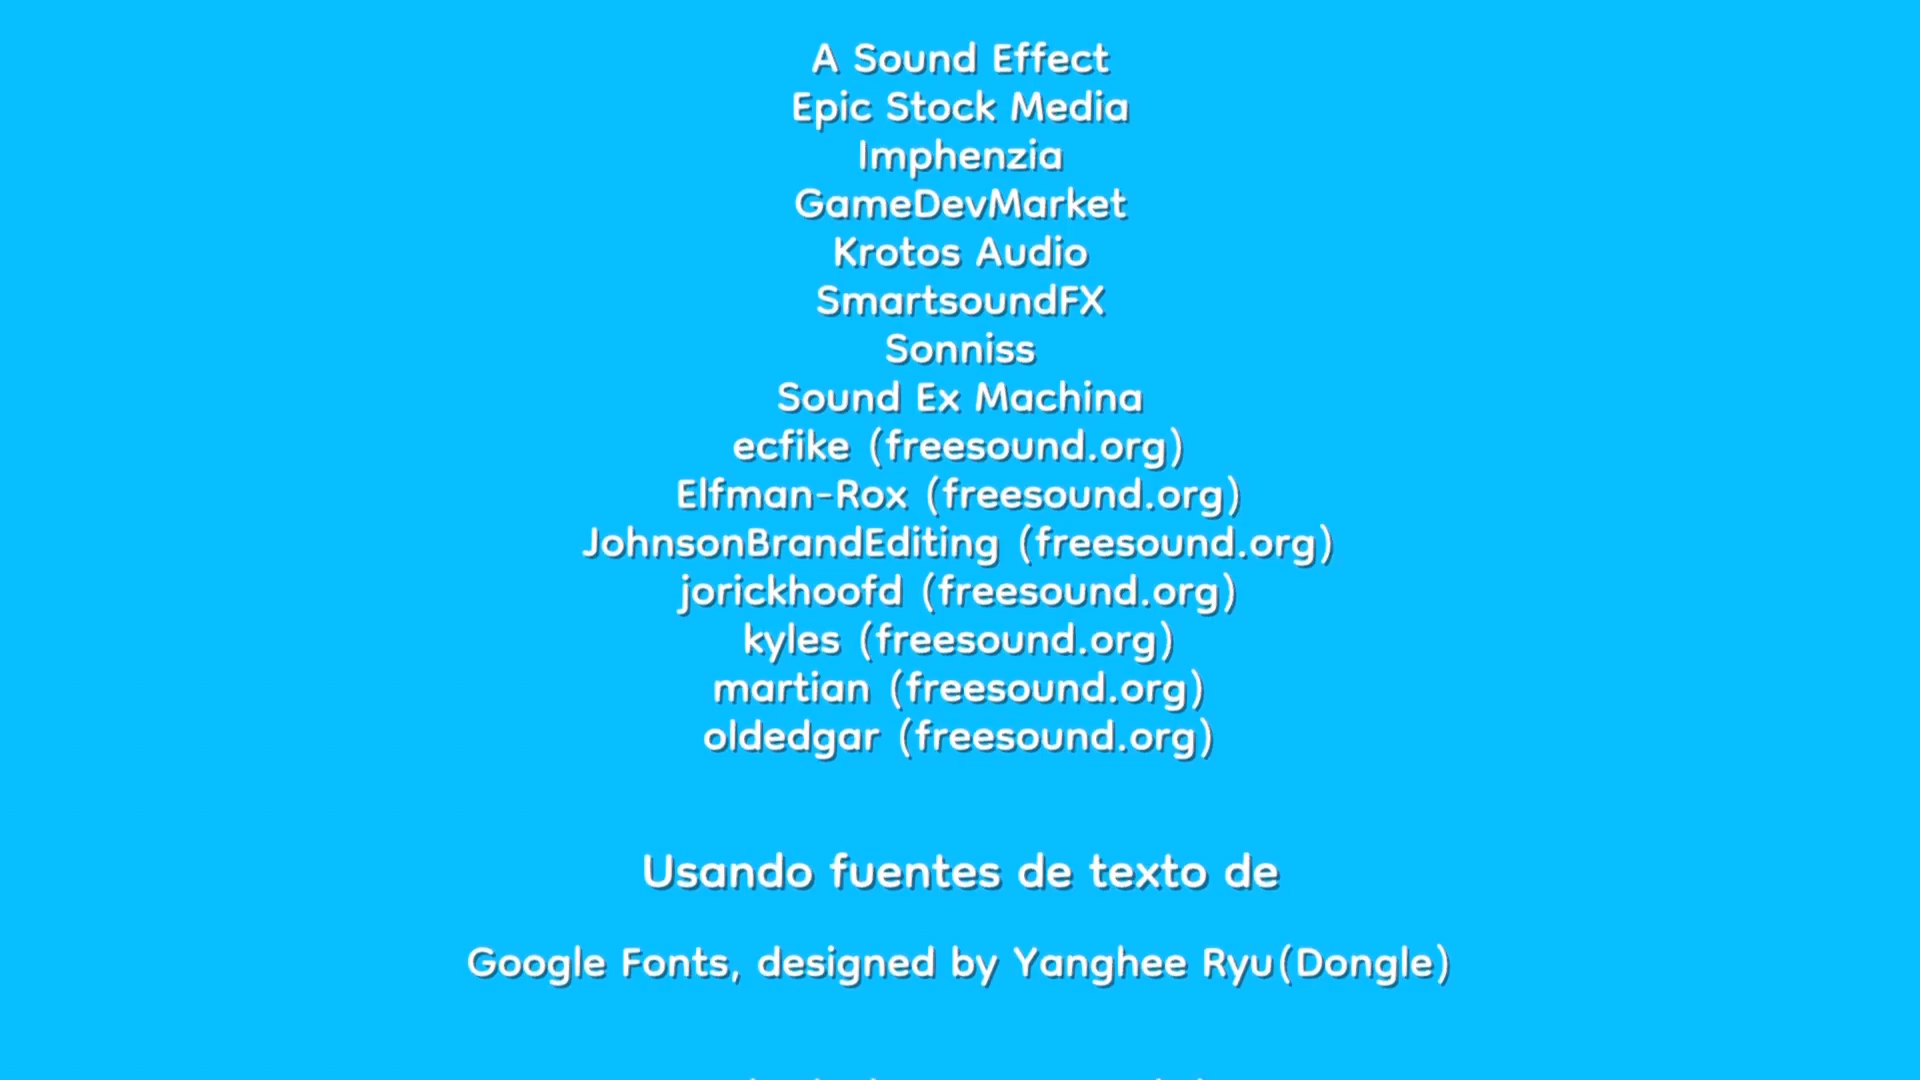 A Sound Effect
Epic Stock Media
Imphenzia
GameDevMarket
Krotos Audio
SmartsoundFX
Sonniss
Sound Ex Machina
ecfike (freesound.org)
Elfman-Rox (freesound.org)
JohnsonBrandEditing (freesound.org)
jorickhoofd (freesound.org)
kyles (freesound.org)
martian (freesound.org)
oldedgar (freesound.org)
Usando fuentes de texto de
Google Fonts, designed by Yanghee Ryu(Dongle)